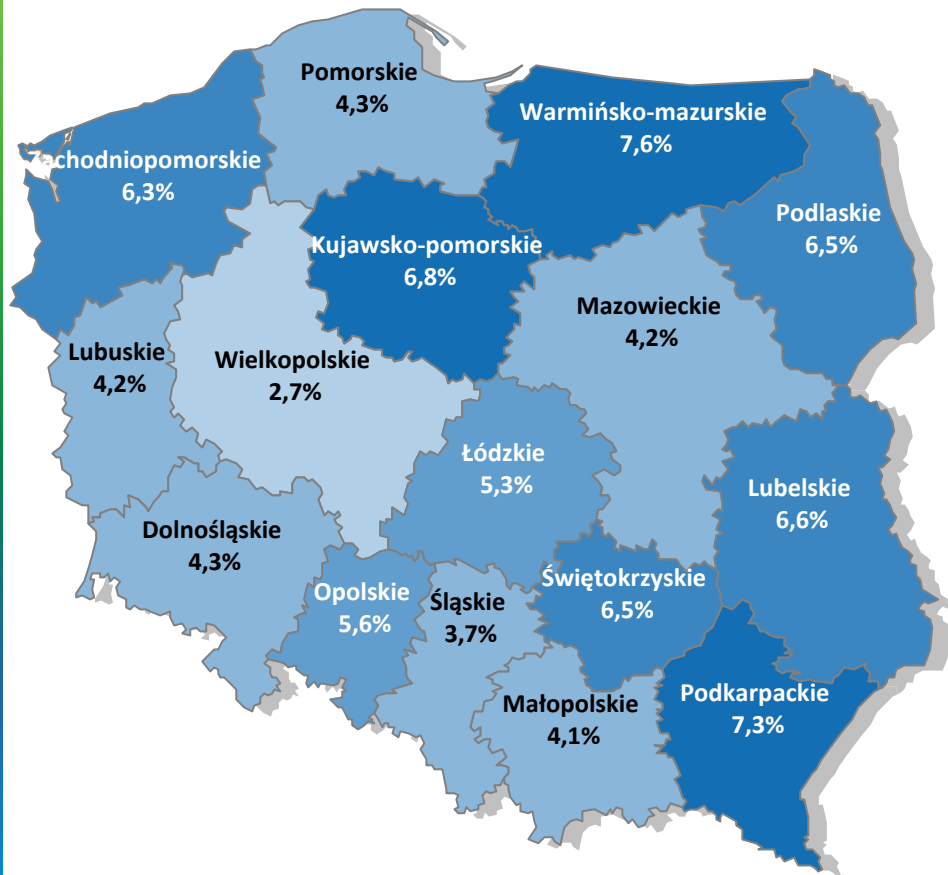 Pomorskie
4,3%
Warmińsko-mazurskie
7,6%
Zachodniopomorskie
6,3%
Podlaskie
6,5%
Kujawsko-pomorskie
6,8%
Mazowieckie
4,2%
Lubuskie
4,2%
Wielkopolskie
2,7%
Łódzkie
5,3%
Lubelskie
6,6%
Dolnośląskie
4,3%
Opolskie
5,6%
Śląskie
3,7%
Świętokrzyskie
6,5%
Małopolskie
4,1%
Podkarpackie
7,3%